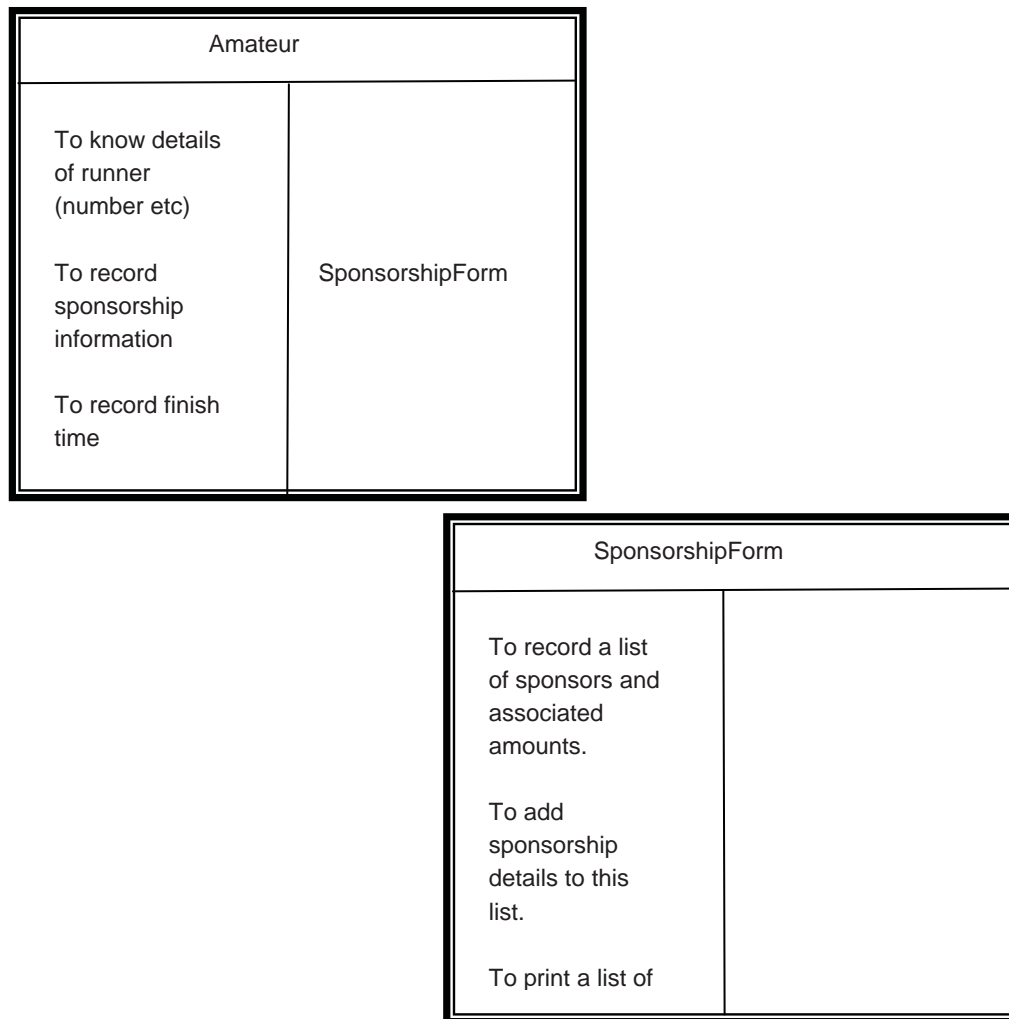 Amateur
To know details
of runner
(number etc)
To record
sponsorship
information
SponsorshipForm
To record finish
time
SponsorshipForm
To record a list
of sponsors and
associated
amounts.
To add
sponsorship
details to this
list.
To print a list of